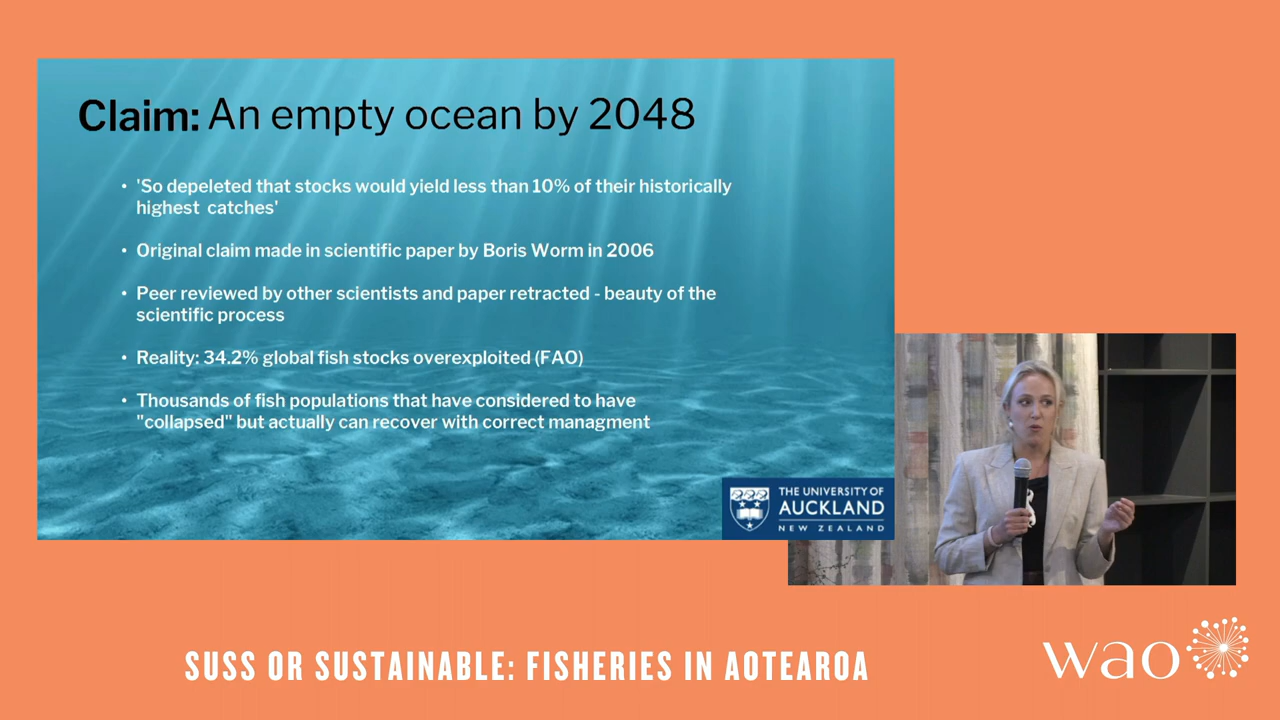 Claim: An empty ocean by 2048
• 'So depeleted that stocks would yield less than 10% of their historically
highest catches'
• Original claim made in scientific paper by Boris Worm in 2006
• Peer reviewed by other scientists and paper retracted - beauty of the
scientific process
• Reality: 34.2% global fish stocks overexploited (FAO)
• Thousands of fish populations that have considered to have
"collapsed" but actually can recover with correct managment
THE UNIVERSITY OF
AUCKLAND
NEW ZEALAND
SUSS OR SUSTAINABLE: FISHERIES IN AOTEAROA
wao